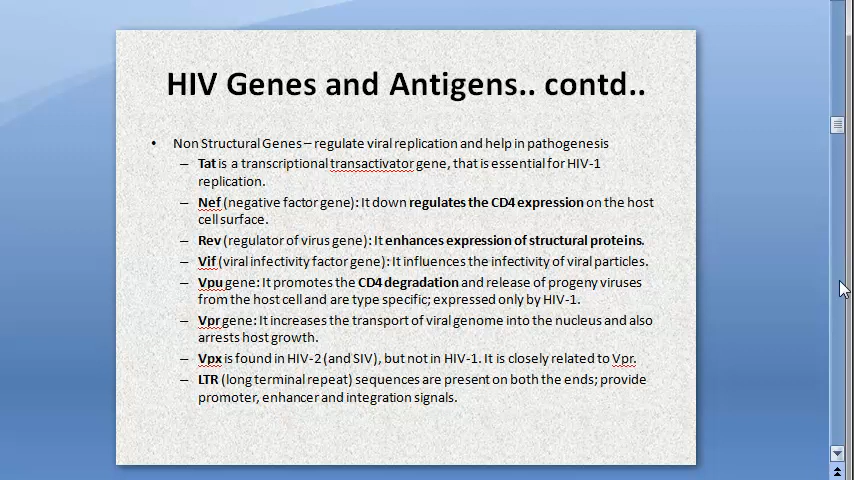 HIV Genes and Antigens.. contd..
• Non Structural Genes – regulate viral replication and help in pathogenesis
– Tat is a transcriptional transactivator gene, that is essential for HIV-1
replication.
– Nef (negative factor gene): It down regulates the CD4 expression on the host
cell surface.
– Rev (regulator of virus gene): It enhances expression of structural proteins.
– Vif (viral infectivity factor gene): It influences the infectivity of viral particles.
– Vpu gene: It promotes the CD4 degradation and release of progeny viruses
from the host cell and are type specific; expressed only by HIV-1.
– Vpr gene: It increases the transport of viral genome into the nucleus and also
arrests host growth.
– Vpx is found in HIV-2 (and SIV), but not in HIV-1. It is closely related to Vpr.
– LTR (long terminal repeat) sequences are present on both the ends; provide
promoter, enhancer and integration signals.